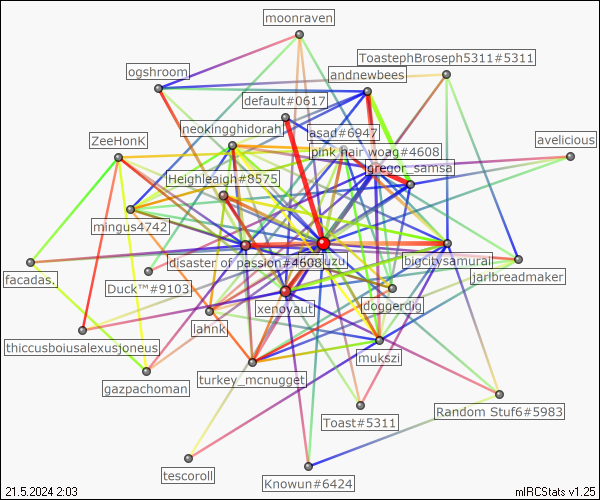 moonraven
ToastephBroseph5311#5311
ogshroom
andnewbees
default#0617
neokingghidorah
asad#6947
ZeeHonK
pink hair woag#4608
avelicious
gregor_samsa
Heighleaigh#8575
mingus4742
disaster of passion#4608
uzu
bigcitysamurai
facadas.
Duck™#9103
jarlbreadmaker
xenovaut
doggerdig
lahnk
thiccusboiusalexusjoneus
mukszi
turkey_mcnugget
gazpachoman
Random Stuf6#5983
Toast#5311
tescoroll
Knowun#6424
21.5.2024 2:03
mIRCStats v1.25